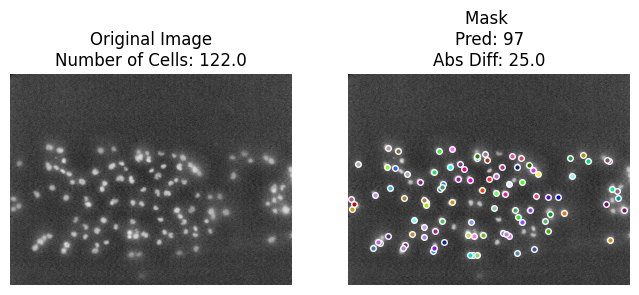 Original Image
Number of Cells: 122.0
Mask
Pred: 97
Abs Diff: 25.0